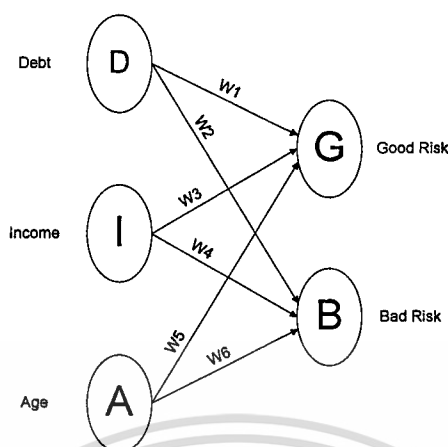 Debt
D
W1
W2
G
Good Risk
W3
Income
I
W4
B
Bad Risk
W5
W6
Age
A